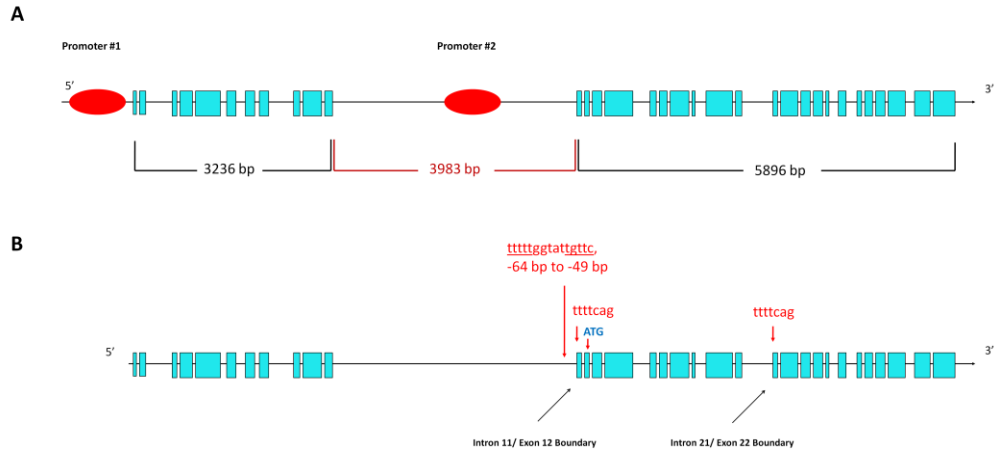 A
Promoter #1
Promoter #2
5'
3'
3236 bp
3983 bp
5896 bp
B
tttttggtattgttc,
-64 bp to -49 bp
ttttcag
ttttcag
ATG
5'
3'
Intron 11/ Exon 12 Boundary
Intron 21/ Exon 22 Boundary